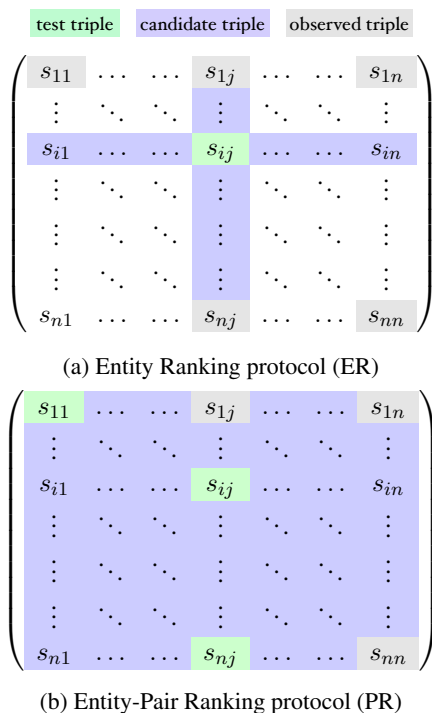 test triple candidate triple observed triple
s11 … … s1j … … s1n
⋮ ⋱ ⋱ ⋮ ⋱ ⋱ ⋮
si1 … … sij … … sin
⋮ ⋱ ⋱ ⋮ ⋱ ⋱ ⋮
⋮ ⋱ ⋱ ⋮ ⋱ ⋱ ⋮
⋮ ⋱ ⋱ ⋮ ⋱ ⋱ ⋮
sn1 … … snj … … snn
(a) Entity Ranking protocol (ER)
s11 … … s1j … … s1n
⋮ ⋱ ⋱ ⋮ ⋱ ⋱ ⋮
si1 … … sij … … sin
⋮ ⋱ ⋱ ⋮ ⋱ ⋱ ⋮
⋮ ⋱ ⋱ ⋮ ⋱ ⋱ ⋮
⋮ ⋱ ⋱ ⋮ ⋱ ⋱ ⋮
sn1 … … snj … … snn
(b) Entity-Pair Ranking protocol (PR)